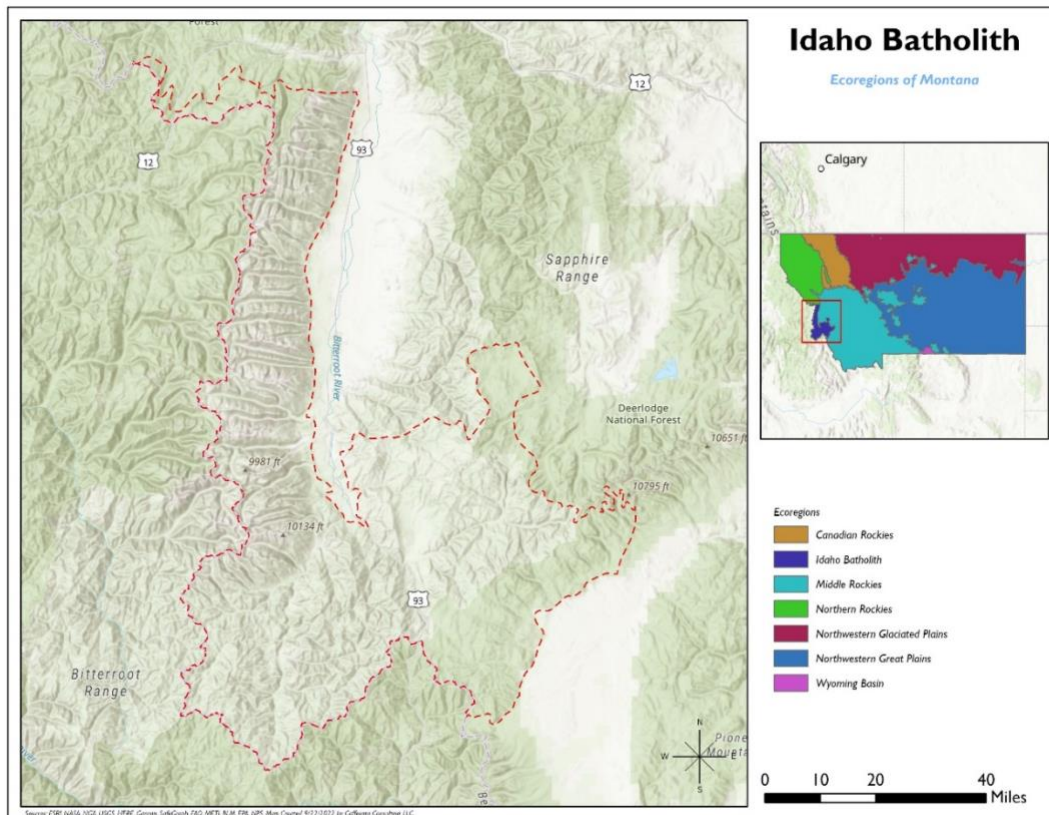 Forest
12
12
93
Sapphire
Range
Bitterroot River
Deerlodge
National Forest
10651 ft
10795 ft
9981 ft
10134 ft
93
Bitterroot
Range
N
W
E
S
Idaho Batholith
Ecoregions of Montana
Calgary
Ecoregions
Canadian Rockies
Idaho Batholith
Middle Rockies
Northern Rockies
Northwestern Glaciated Plains
Northwestern Great Plains
Wyoming Basin
0 10 20 40
Miles